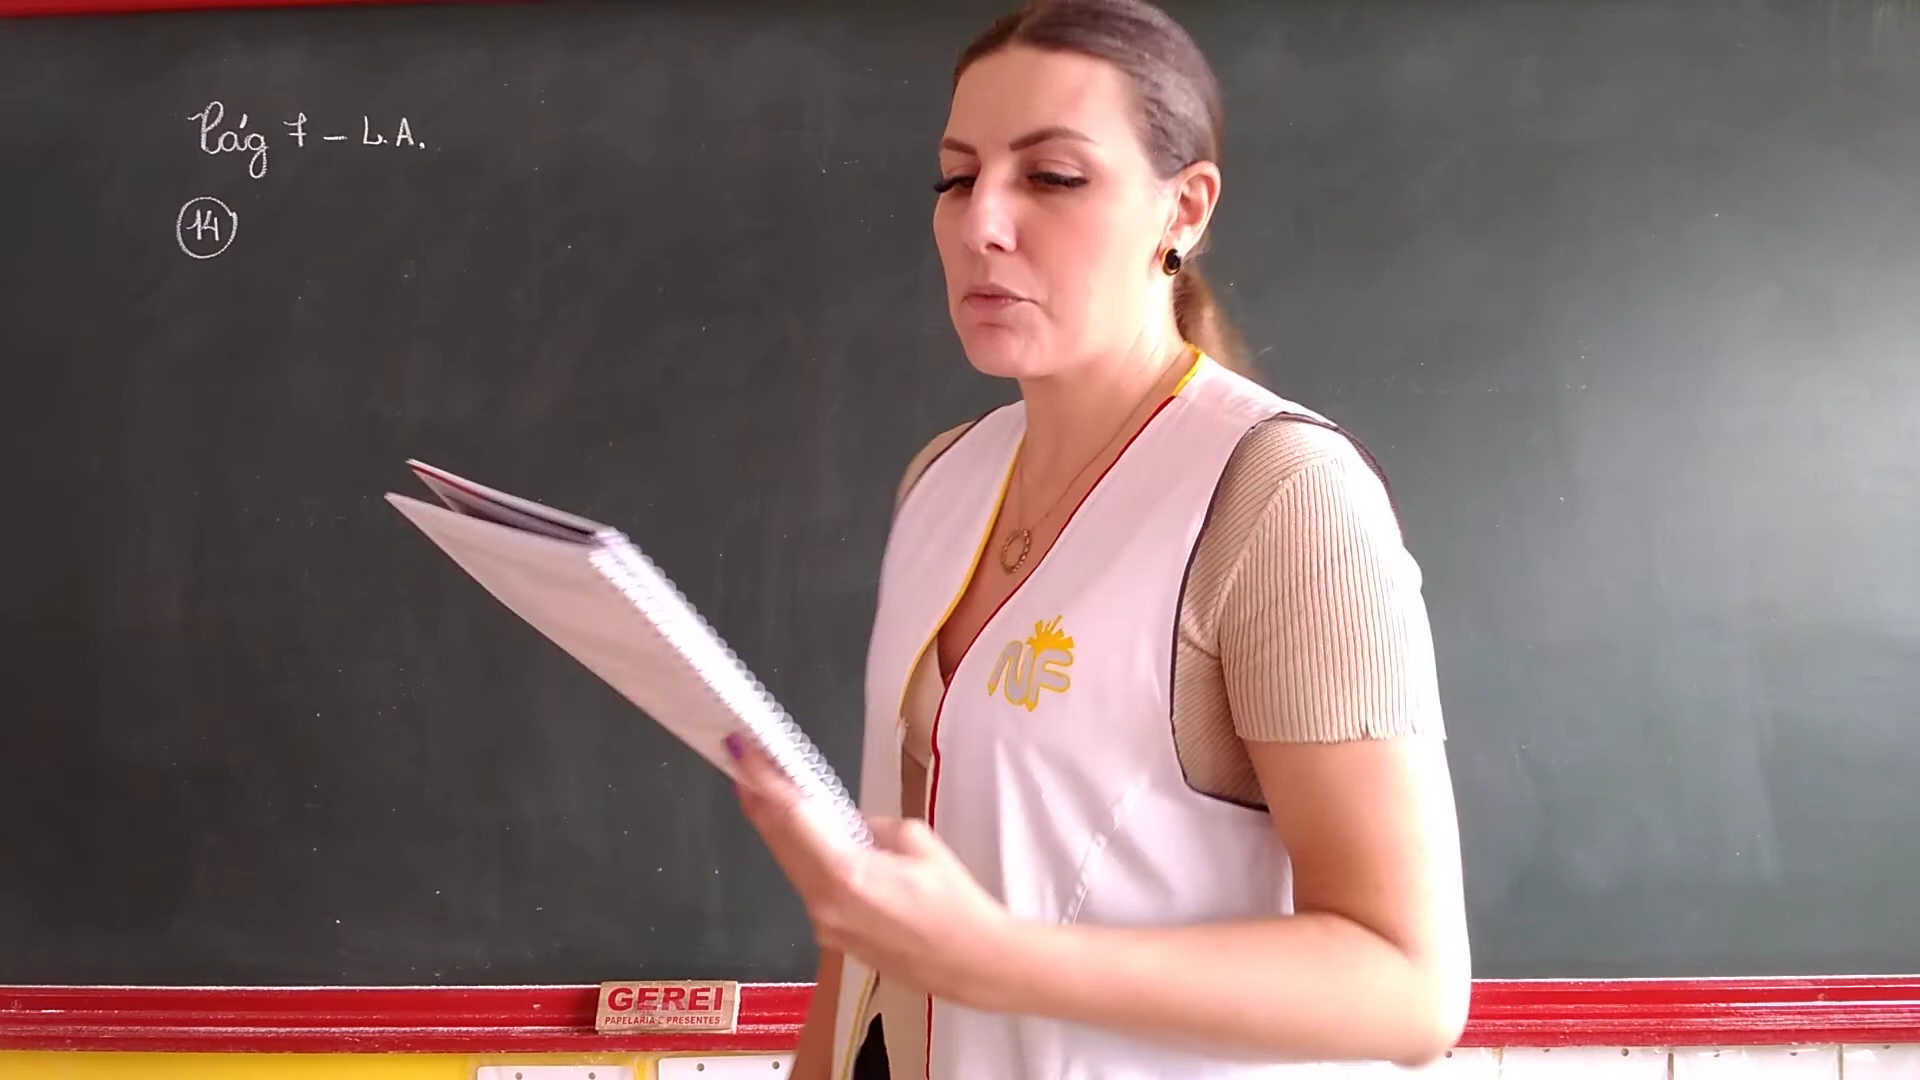 Pág 7 - L.A.
14
NF
GEREI
PAPELARIA E PRESENTES